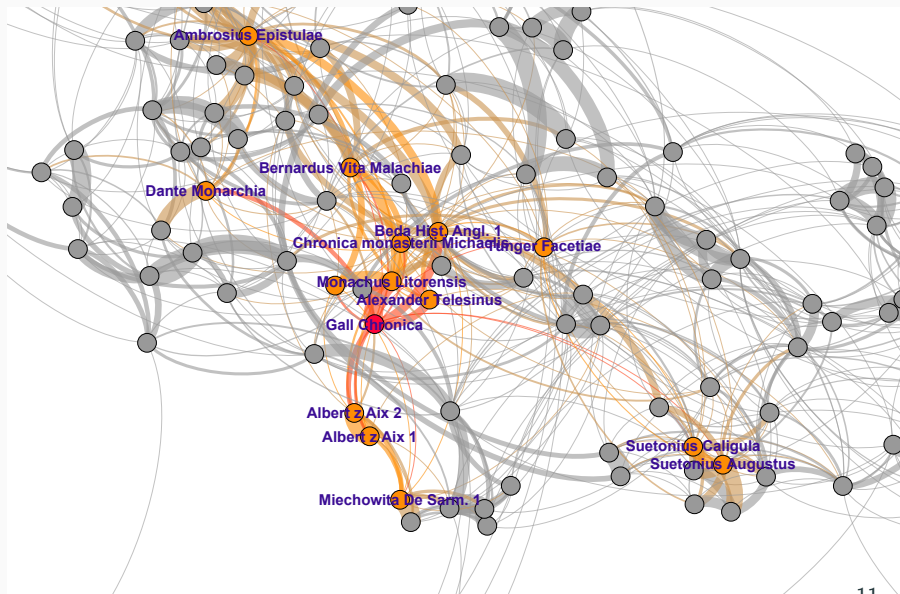 Ambrosius Epistulae
Bernardus Vita Malachiae
Dante Monarchia
Beda Hist. Angl. 1
Chronica monasterii Michaelis
Tunger Facetiae
Monachus Litorensis
Alexander Telesinus
Gall Chronica
Albert z Aix 2
Albert z Aix 1
Suetonius Caligula
Suetonius Augustus
Miechowita De Sarm. 1
11